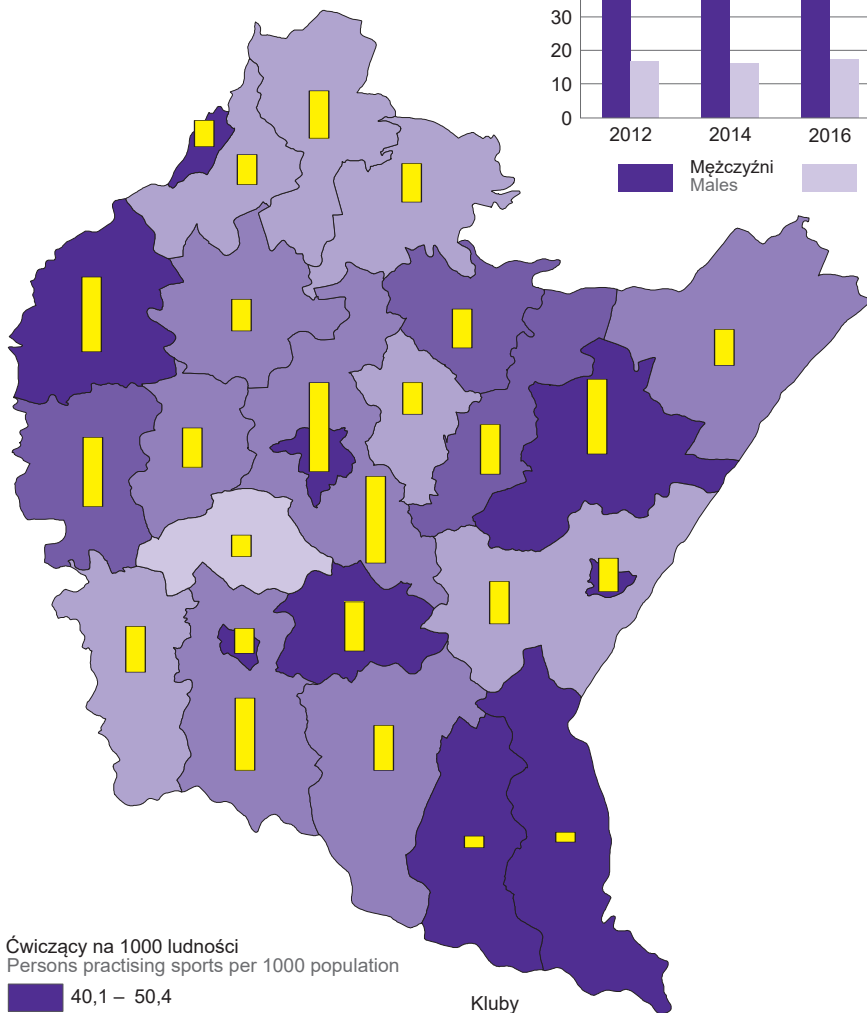 30
20
10
0
2012 2014 2016
Mężczyźni
Males
Ćwiczący na 1000 ludności
Persons practising sports per 1000 population
40,1 – 50,4
Kluby